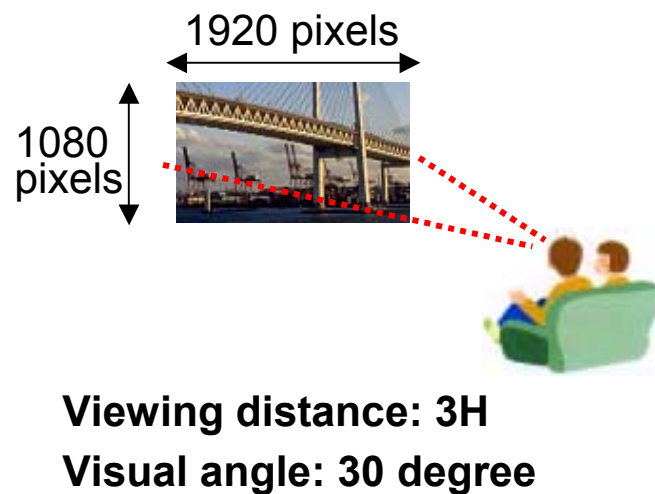 1920 pixels
1080
pixels
Viewing distance: 3H
Visual angle: 30 degree